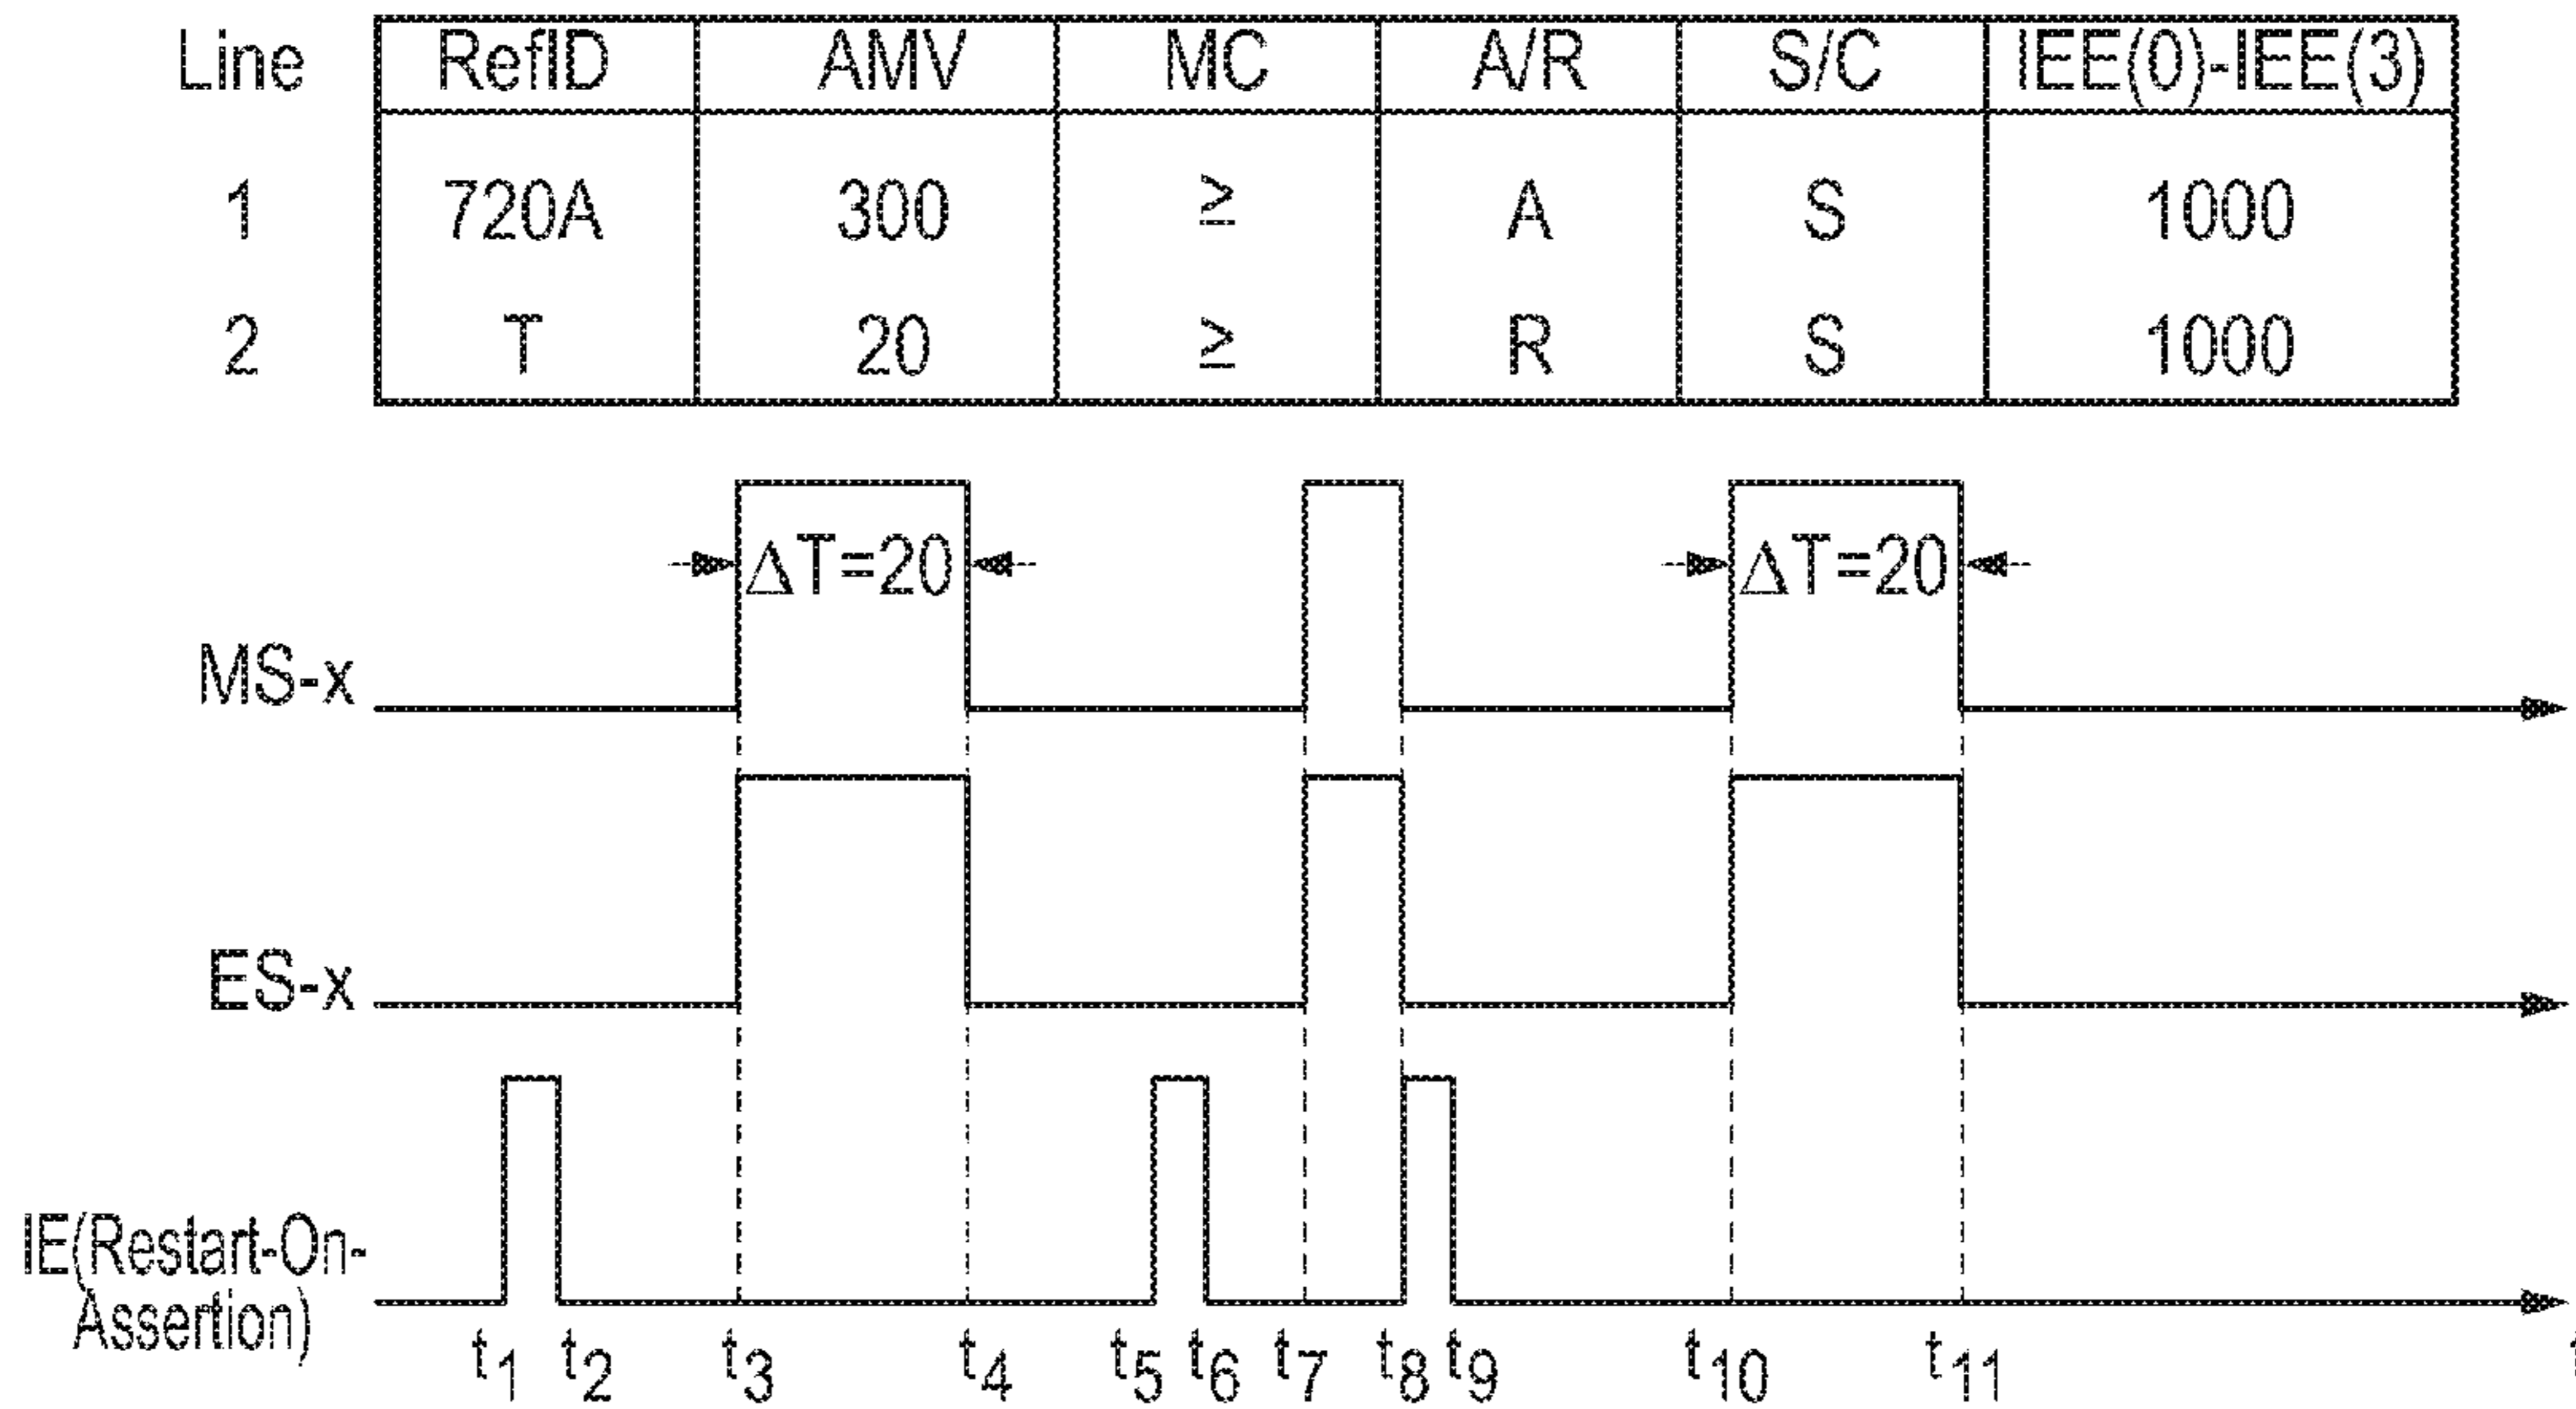 Line RefID AMV MC A/R S/C IEE(0)-IEE(3)
1 720A 300 ≥ A S 1000
2 T 20 ≥ R S 1000
ΔT=20 ΔT=20
MS-x
ES-x
IE(Restart-On-
Assertion)
t1 t2 t3 t4 t5 t6 t7 t8 t9 t10 t11